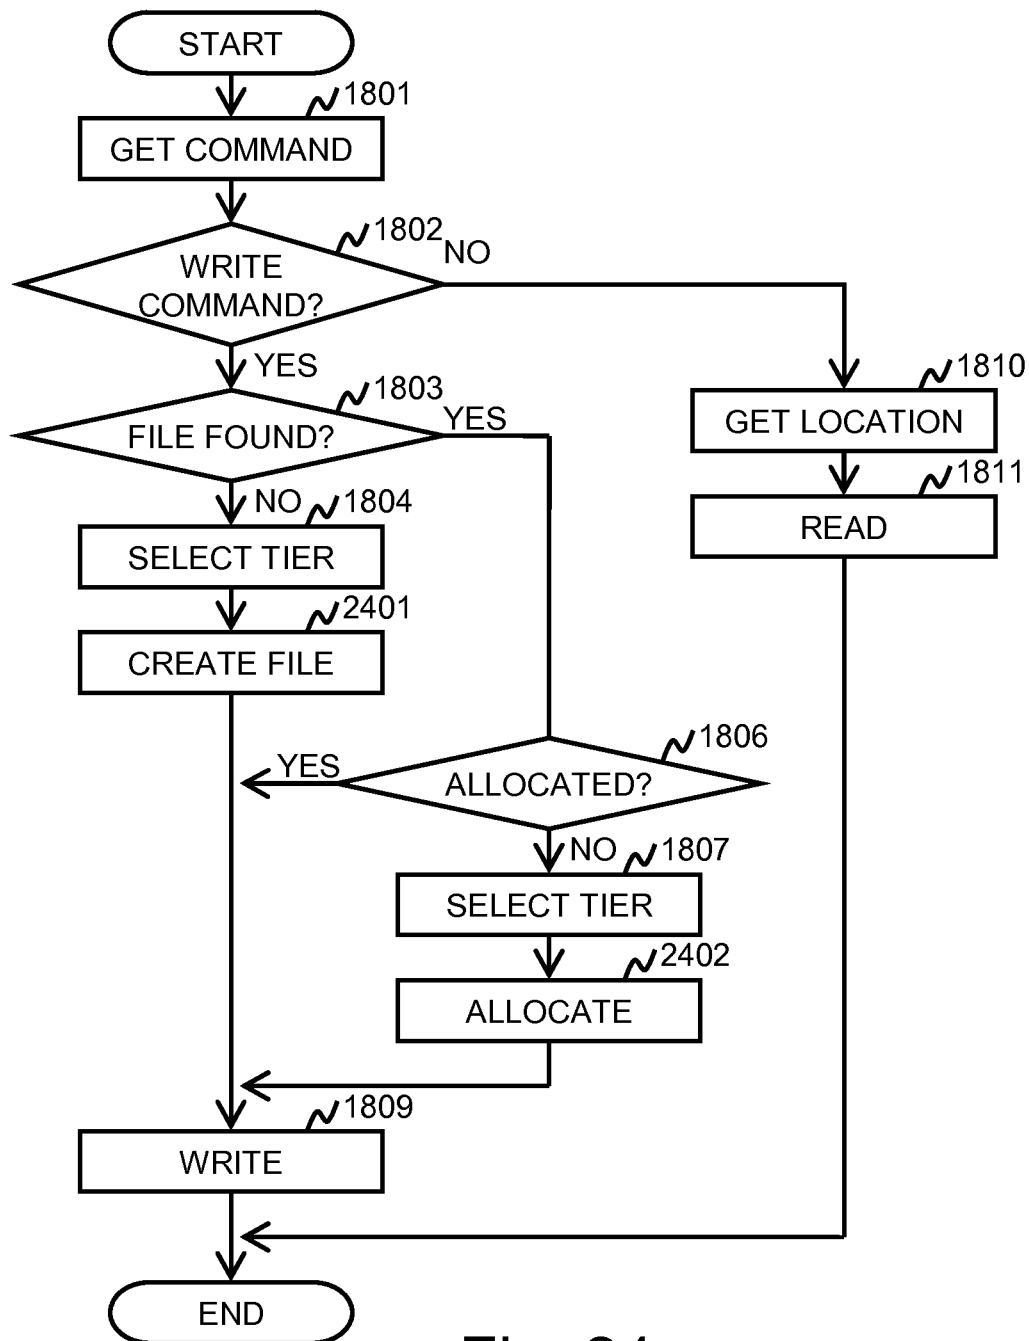 START
1801
GET COMMAND
1802
NO
WRITE
COMMAND?
YES
1803
YES
FILE FOUND?
1810
GET LOCATION
1811
READ
NO
1804
SELECT TIER
2401
CREATE FILE
1806
YES
ALLOCATED?
NO
1807
SELECT TIER
2402
ALLOCATE
1809
WRITE
END